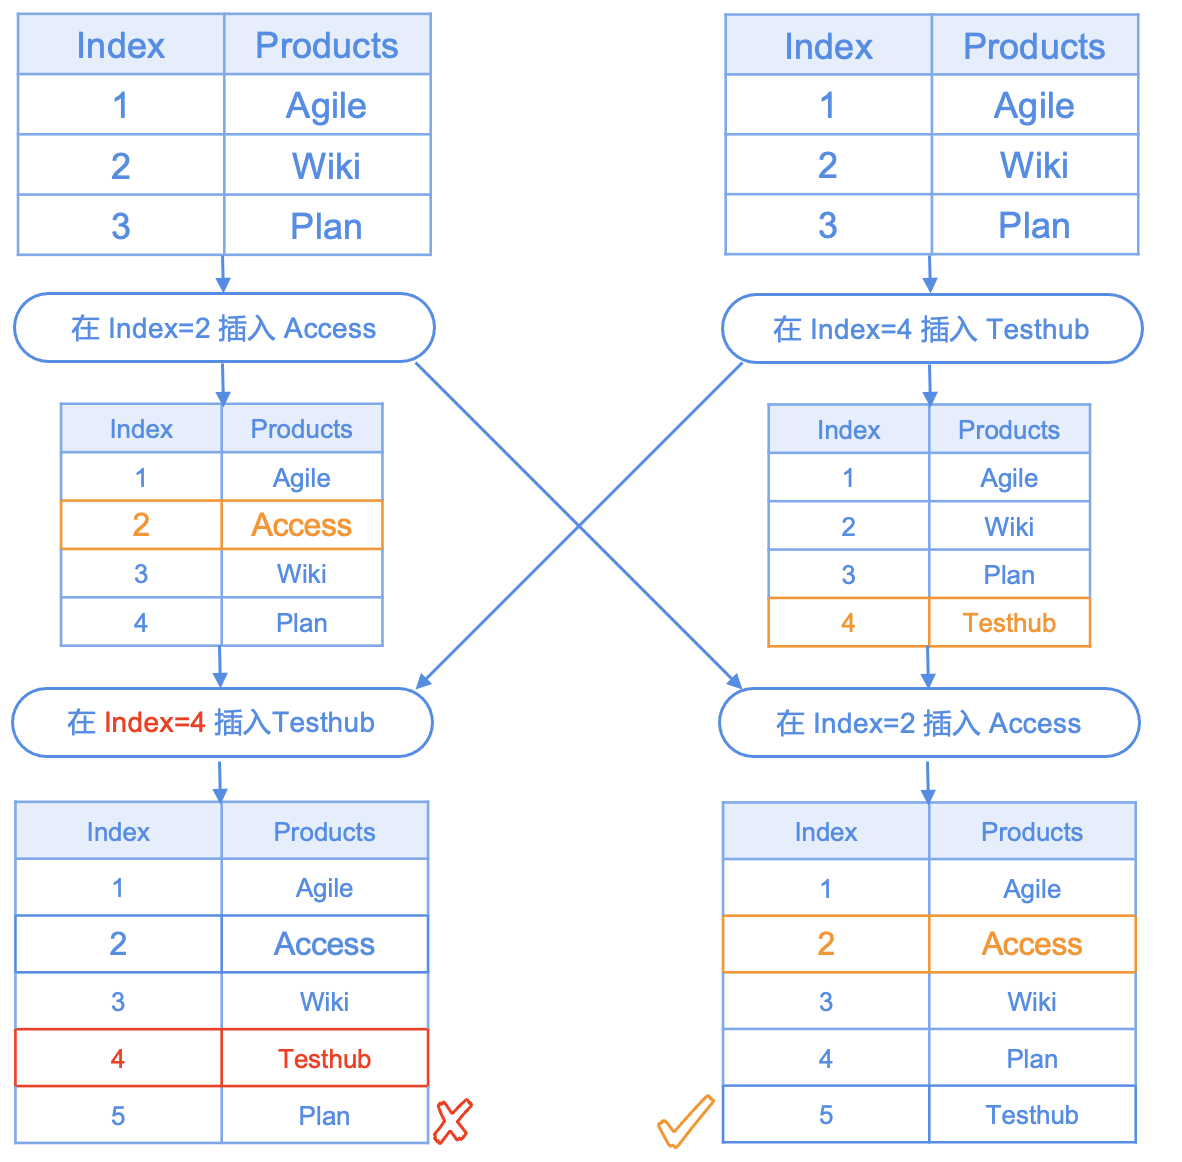 Index Products
1 Agile
2 Wiki
3 Plan
在 Index=2 插入 Access
Index Products
1 Agile
2 Access
3 Wiki
4 Plan
在 Index=4 插入Testhub
Index Products
1 Agile
2 Access
3 Wiki
4 Testhub
5 Plan
Index Products
1 Agile
2 Wiki
3 Plan
在 Index=4 插入 Testhub
Index Products
1 Agile
2 Wiki
3 Plan
4 Testhub
在 Index=2 插入 Access
Index Products
1 Agile
2 Access
3 Wiki
4 Plan
5 Testhub